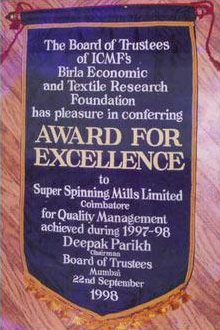 The Board of Trustees
of ICMF's
Birla Economic
and Textile Research
Foundation
has pleasure in conferring
AWARD FOR
EXCELLENCE
to
Super Spinning Mills Limited
Coimbatore
for Quality Management
achieved during 1997-98
Deepak Parikh
Chairman
Board of Trustees
Mumbai
22nd September
1998